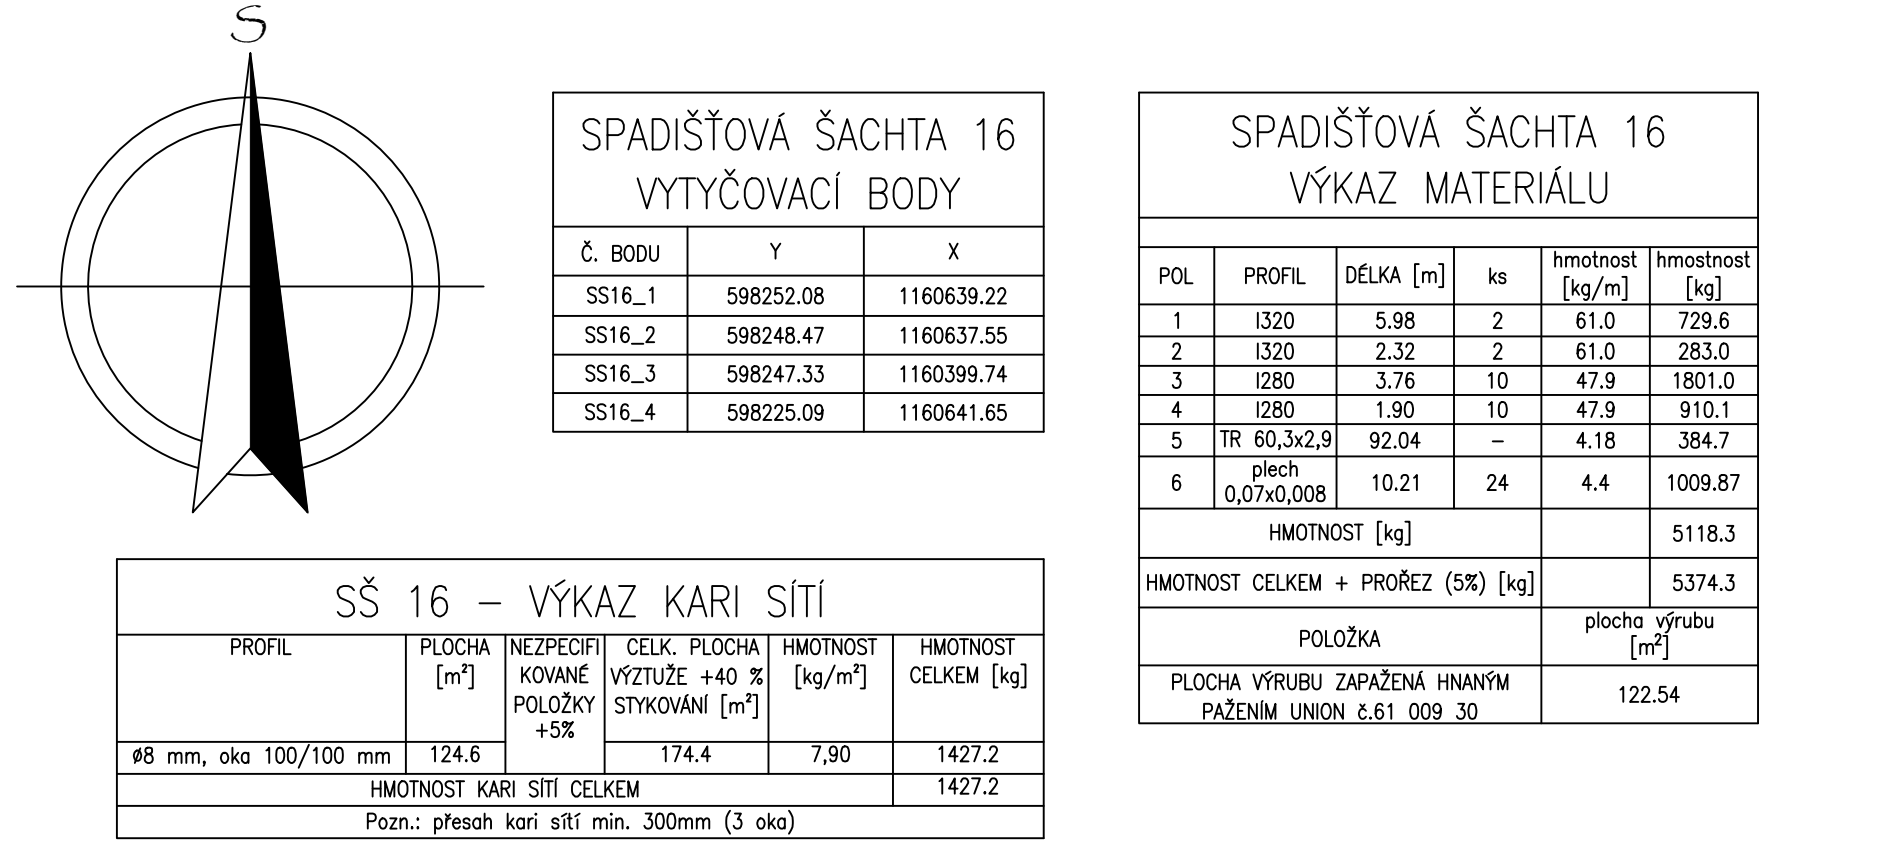 S
SPADIŠŤOVÁ ŠACHTA 16
VYTYČOVACÍ BODY
Č. BODU Y X
SS16_1 598252.08 1160639.22
SS16_2 598248.47 1160637.55
SS16_3 598247.33 1160399.74
SS16_4 598225.09 1160641.65
SPADIŠŤOVÁ ŠACHTA 16
VÝKAZ MATERIÁLU
POL PROFIL DÉLKA [m] ks hmotnost [kg/m] hmostnost [kg]
1 I320 5.98 2 61.0 729.6
2 I320 2.32 2 61.0 283.0
3 I280 3.76 10 47.9 1801.0
4 I280 1.90 10 47.9 910.1
5 TR 60,3x2,9 92.04 – 4.18 384.7
6 plech 0,07x0,008 10.21 24 4.4 1009.87
HMOTNOST [kg] 5118.3
HMOTNOST CELKEM + PROŘEZ (5%) [kg] 5374.3
POLOŽKA plocha výrubu [m²]
PLOCHA VÝRUBU ZAPAŽENÁ HNANÝM
PAŽENÍM UNION č.61 009 30 122.54
SŠ 16 – VÝKAZ KARI SÍTÍ
PROFIL PLOCHA NEZPECIFI CELK. PLOCHA HMOTNOST HMOTNOST
[m²] KOVANÉ VÝZTUŽE +40 % [kg/m²] CELKEM [kg]
POLOŽKY STYKOVÁNÍ [m²]
+5%
ø8 mm, oka 100/100 mm 124.6 174.4 7,90 1427.2
HMOTNOST KARI SÍTÍ CELKEM 1427.2
Pozn.: přesah kari sítí min. 300mm (3 oka)